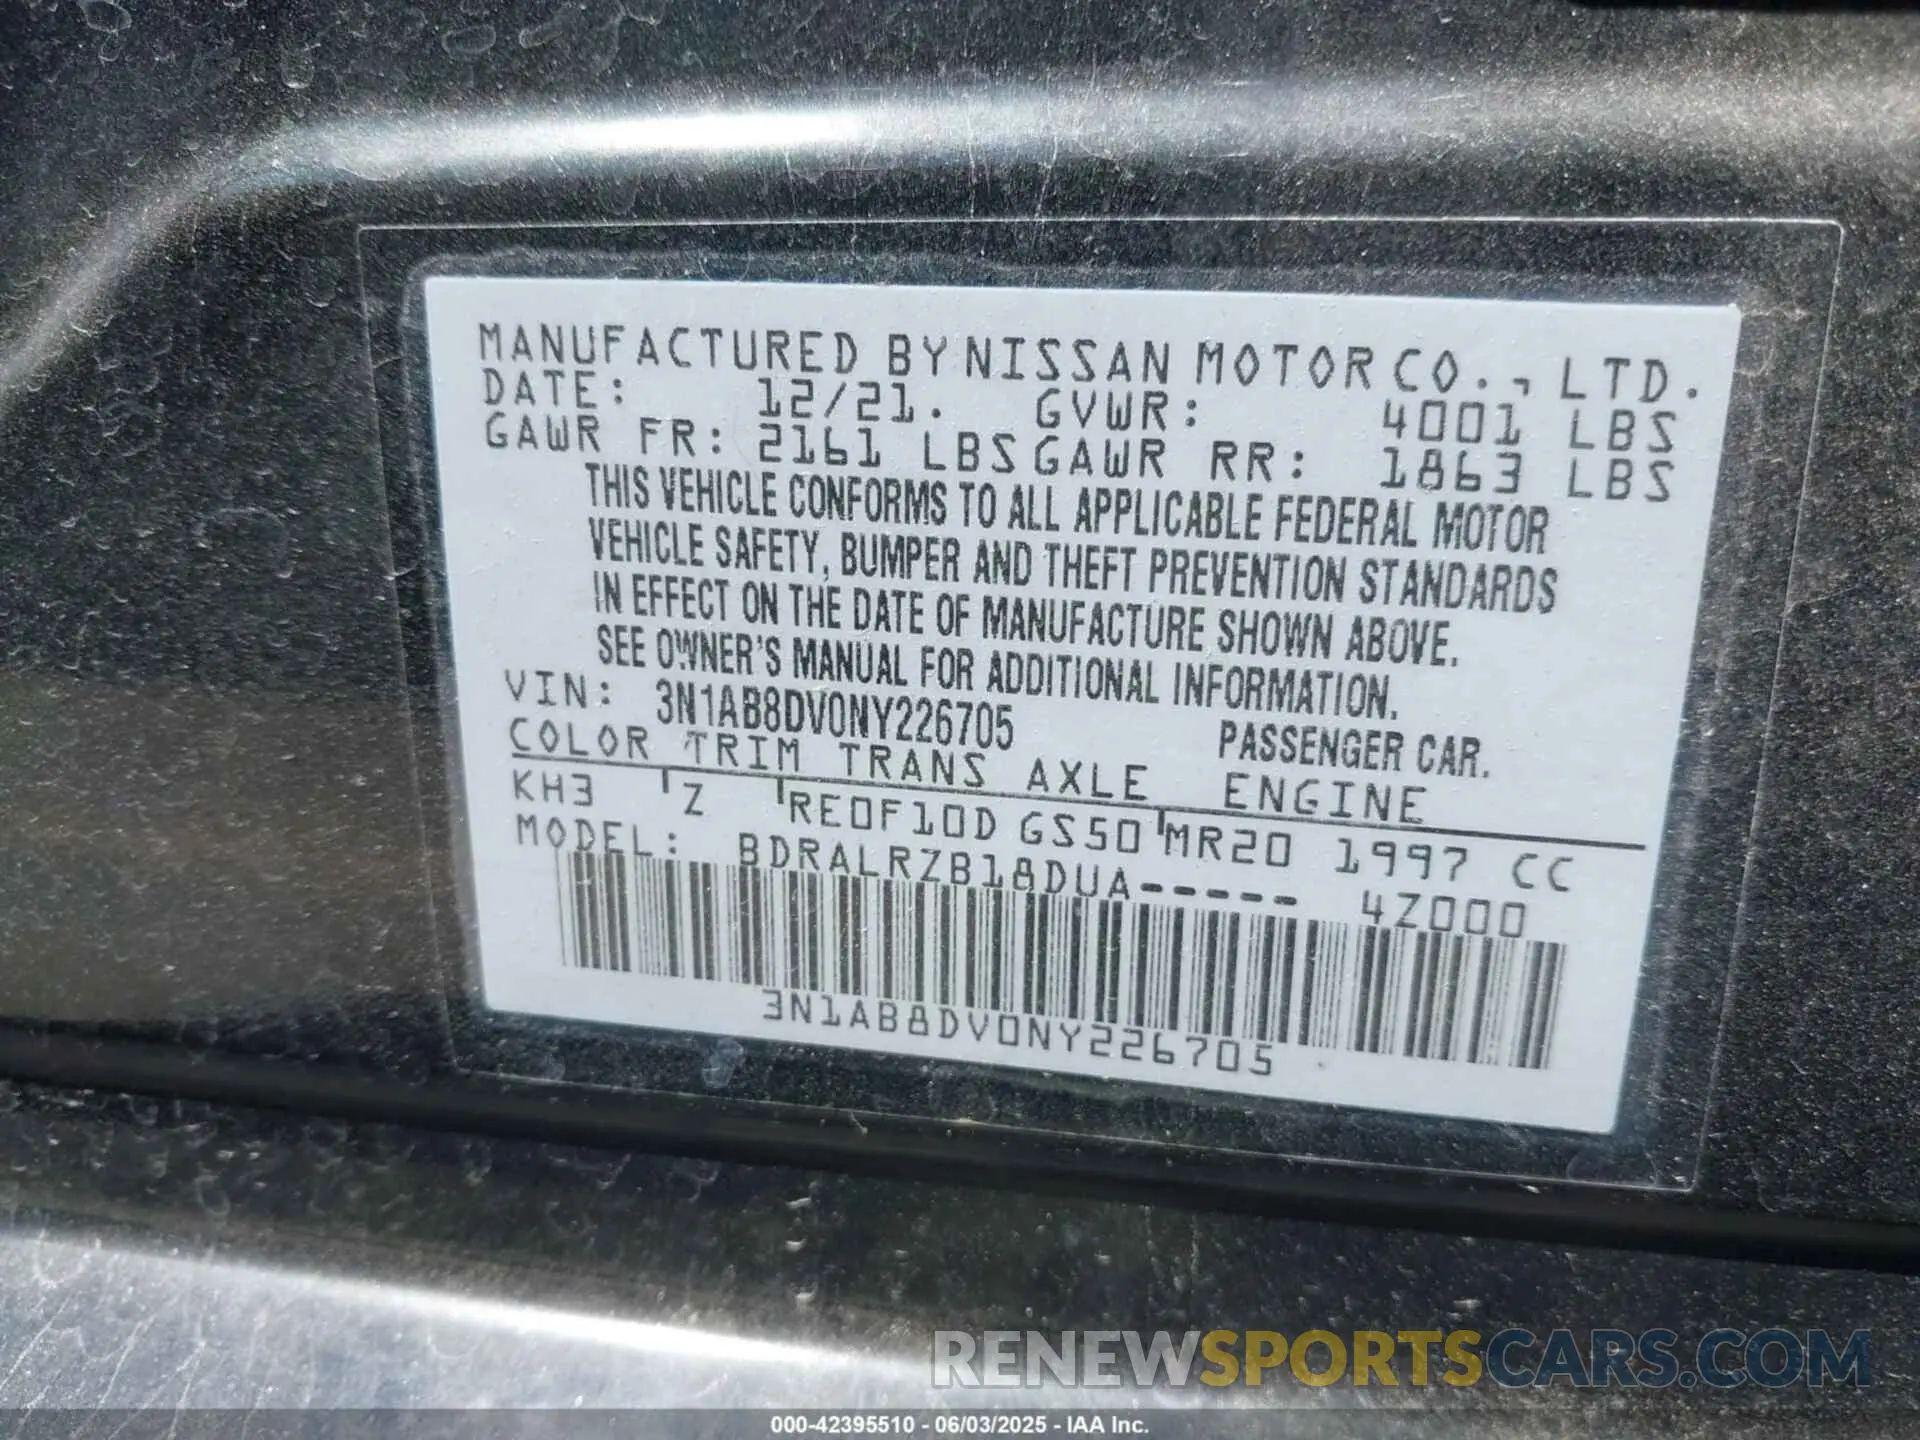 MANUFACTURED BY NISSAN MOTOR CO., LTD.
DATE: 12/21. GVWR: 4001 LBS
GAWR FR: 2161 LBS GAWR RR: 1863 LBS
THIS VEHICLE CONFORMS TO ALL APPLICABLE FEDERAL MOTOR
VEHICLE SAFETY, BUMPER AND THEFT PREVENTION STANDARDS
IN EFFECT ON THE DATE OF MANUFACTURE SHOWN ABOVE.
SEE OWNER'S MANUAL FOR ADDITIONAL INFORMATION.
VIN: 3N1AB8DV0NY226705 PASSENGER CAR.
COLOR TRIM TRANS AXLE ENGINE
KH3 Z RE0F10D GS50 MR20 1997 CC
MODEL: BDRALRZB18DUA----- 4Z000
3N1AB8DV0NY226705
RENEWSPORTSCARS.COM
000-42395510 - 06/03/2025 - IAA Inc.